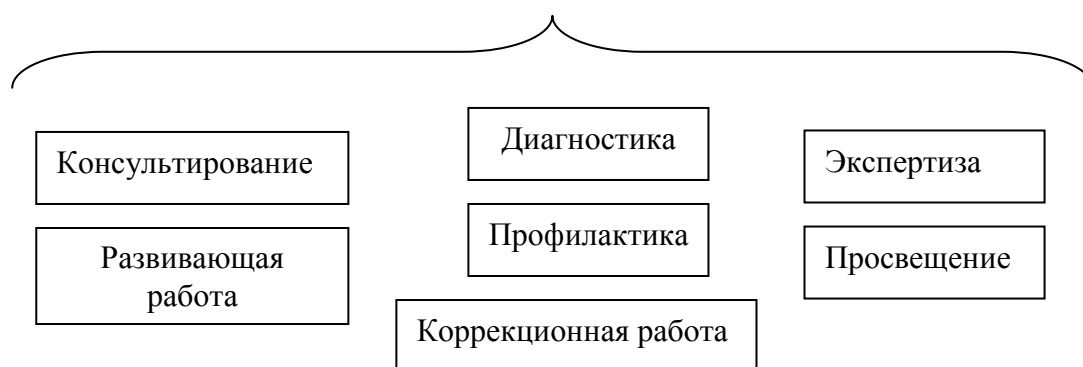 Диагностика
Консультирование
Экспертиза
Профилактика
Развивающая
работа
Просвещение
Коррекционная работа